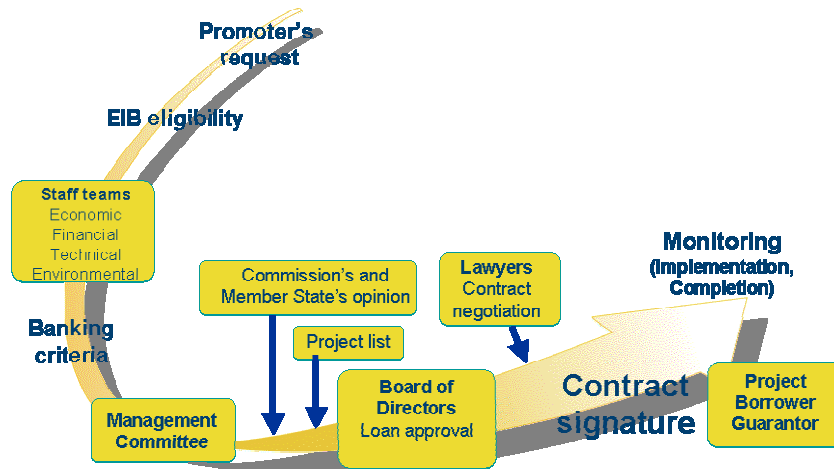 Promoter's
request
EIB eligibility
Staff teams
Economic
Financial
Technical
Environmental
Banking
criteria
Management
Committee
Commission's and
Member State's opinion
Project list
Board of
Directors
Loan approval
Lawyers
Contract
negotiation
Contract
signature
Monitoring
(Implementation,
Completion)
Project
Borrower
Guarantor